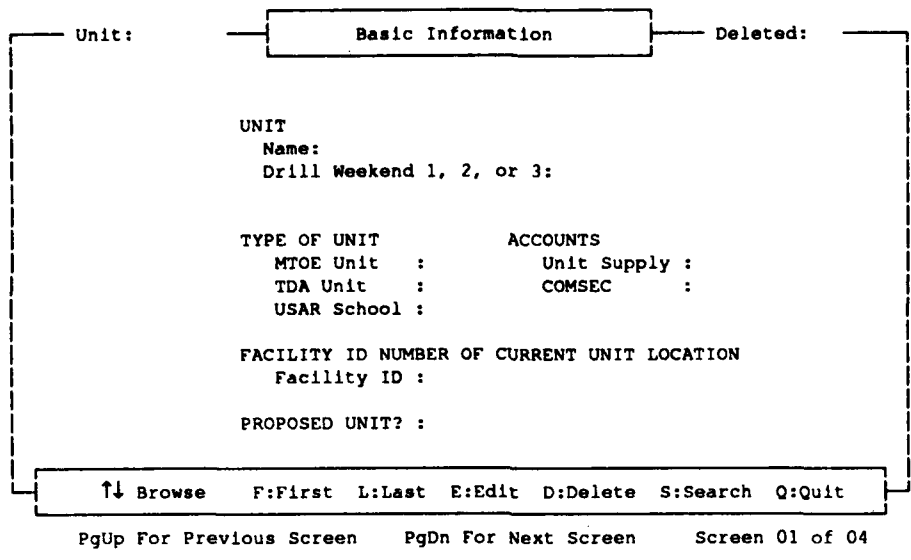 Unit: Basic Information Deleted:
UNIT
Name:
Drill Weekend 1, 2, or 3:
TYPE OF UNIT ACCOUNTS
MTOE Unit : Unit Supply :
TDA Unit : COMSEC :
USAR School :
FACILITY ID NUMBER OF CURRENT UNIT LOCATION
Facility ID :
PROPOSED UNIT? :
↑↓ Browse F:First L:Last E:Edit D:Delete S:Search Q:Quit
PgUp For Previous Screen PgDn For Next Screen Screen 01 of 04